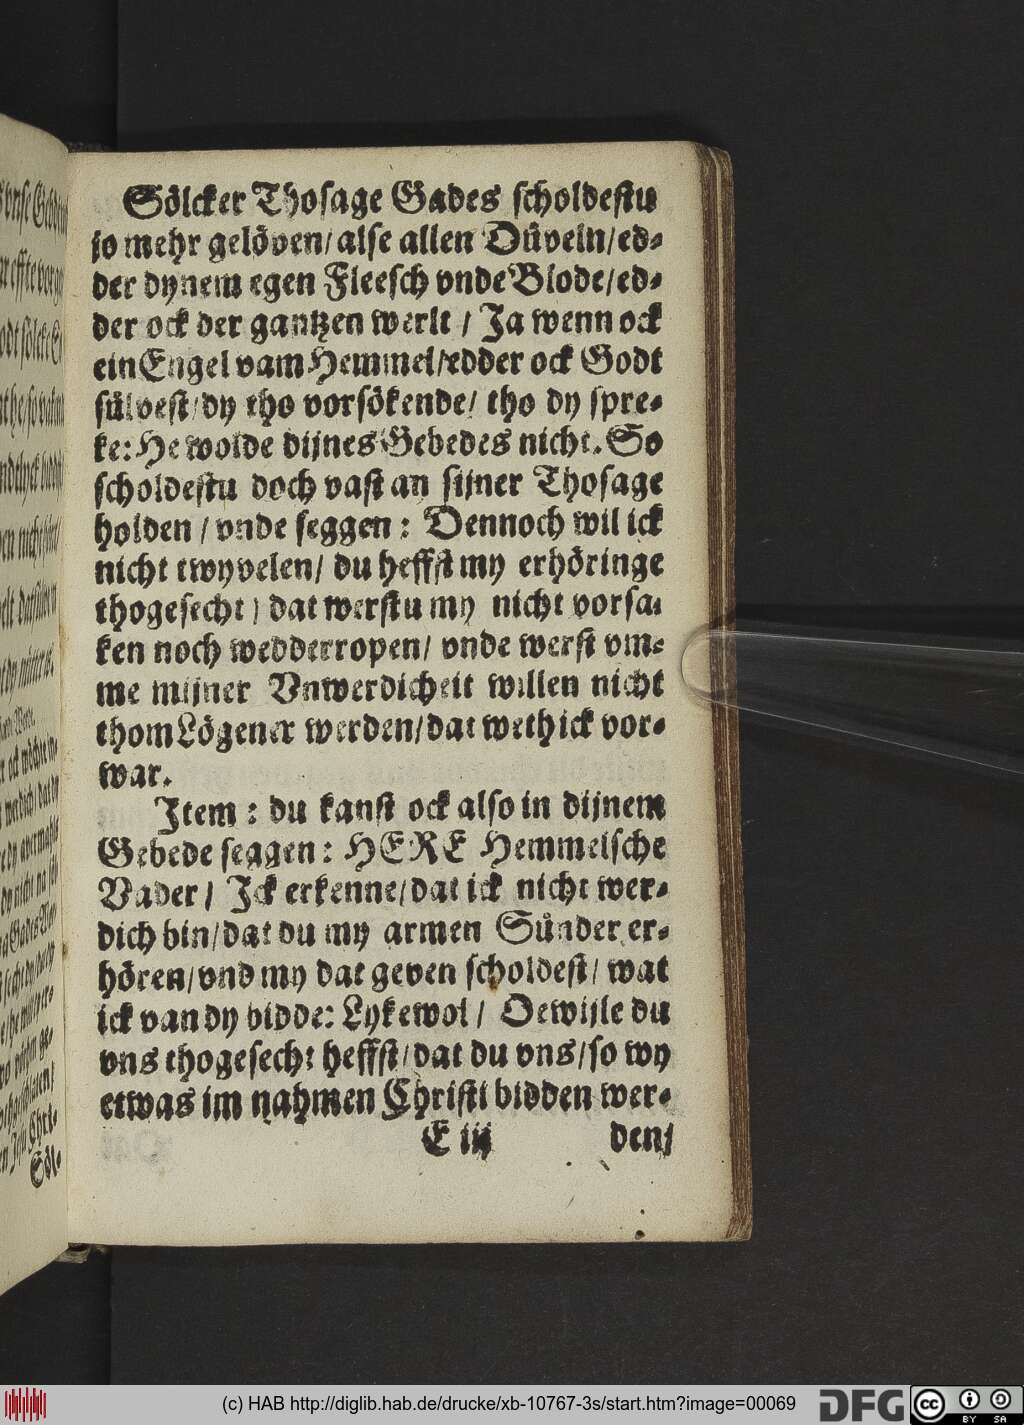 Sölcker Thosage Gades scholdestu
jo mehr gelöven/ alse allen Düveln/ ed-
der dynem egen Fleesch vnde Blode/ ed-
der ock der gantzen werlt / Ja wenn ock
ein Engel vam Hemmel/ edder ock Godt
sülvest/ dy tho vorsökende/ tho dy spre-
ke: He wolde dijnes Gebedes nicht. So
scholdestu doch vast an sijner Thosage
holden / vnde seggen : Dennoch wil ick
nicht twyvelen/ du heffst my erhöringe
thogesecht / dat werstu my nicht vorsa-
ken noch wedderropen/ vnde werst vm-
me mijner Vnwerdicheit willen nicht
thom Lögener werden/ dat weth ick vor-
war.
Item : du kanst ock also in dijnem
Gebede seggen : HERE Hemmelsche
Vader / Ick erkenne/ dat ick nicht wer-
dich bin/ dat du my armen Sünder er-
hören/ vnd my dat geven scholdest/ wat
ick van dy bidde: Lykewol / Dewijle du
vns thogesecht heffst/ dat du vns/ so wy
etwas im nahmen Christi bidden wer-
E iij den/
(c) HAB http://diglib.hab.de/drucke/xb-10767-3s/start.htm?image=00069
DFG
cc BY SA